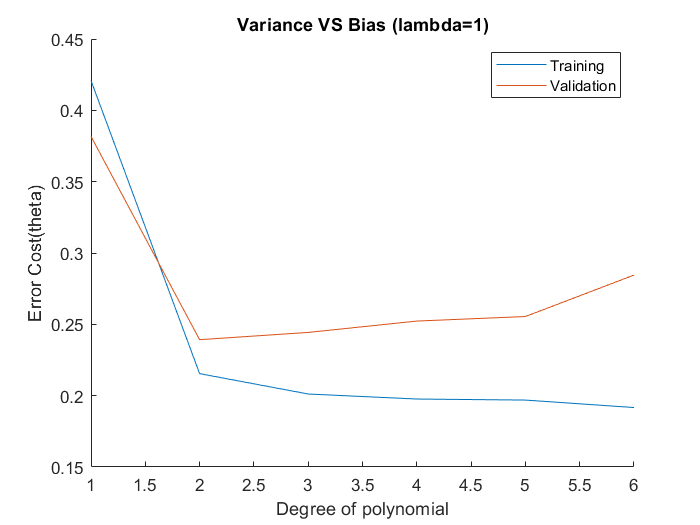 Variance VS Bias (lambda=1)
Training
Validation
Error Cost(theta)
0.45
0.4
0.35
0.3
0.25
0.2
0.15
1 1.5 2 2.5 3 3.5 4 4.5 5 5.5 6
Degree of polynomial